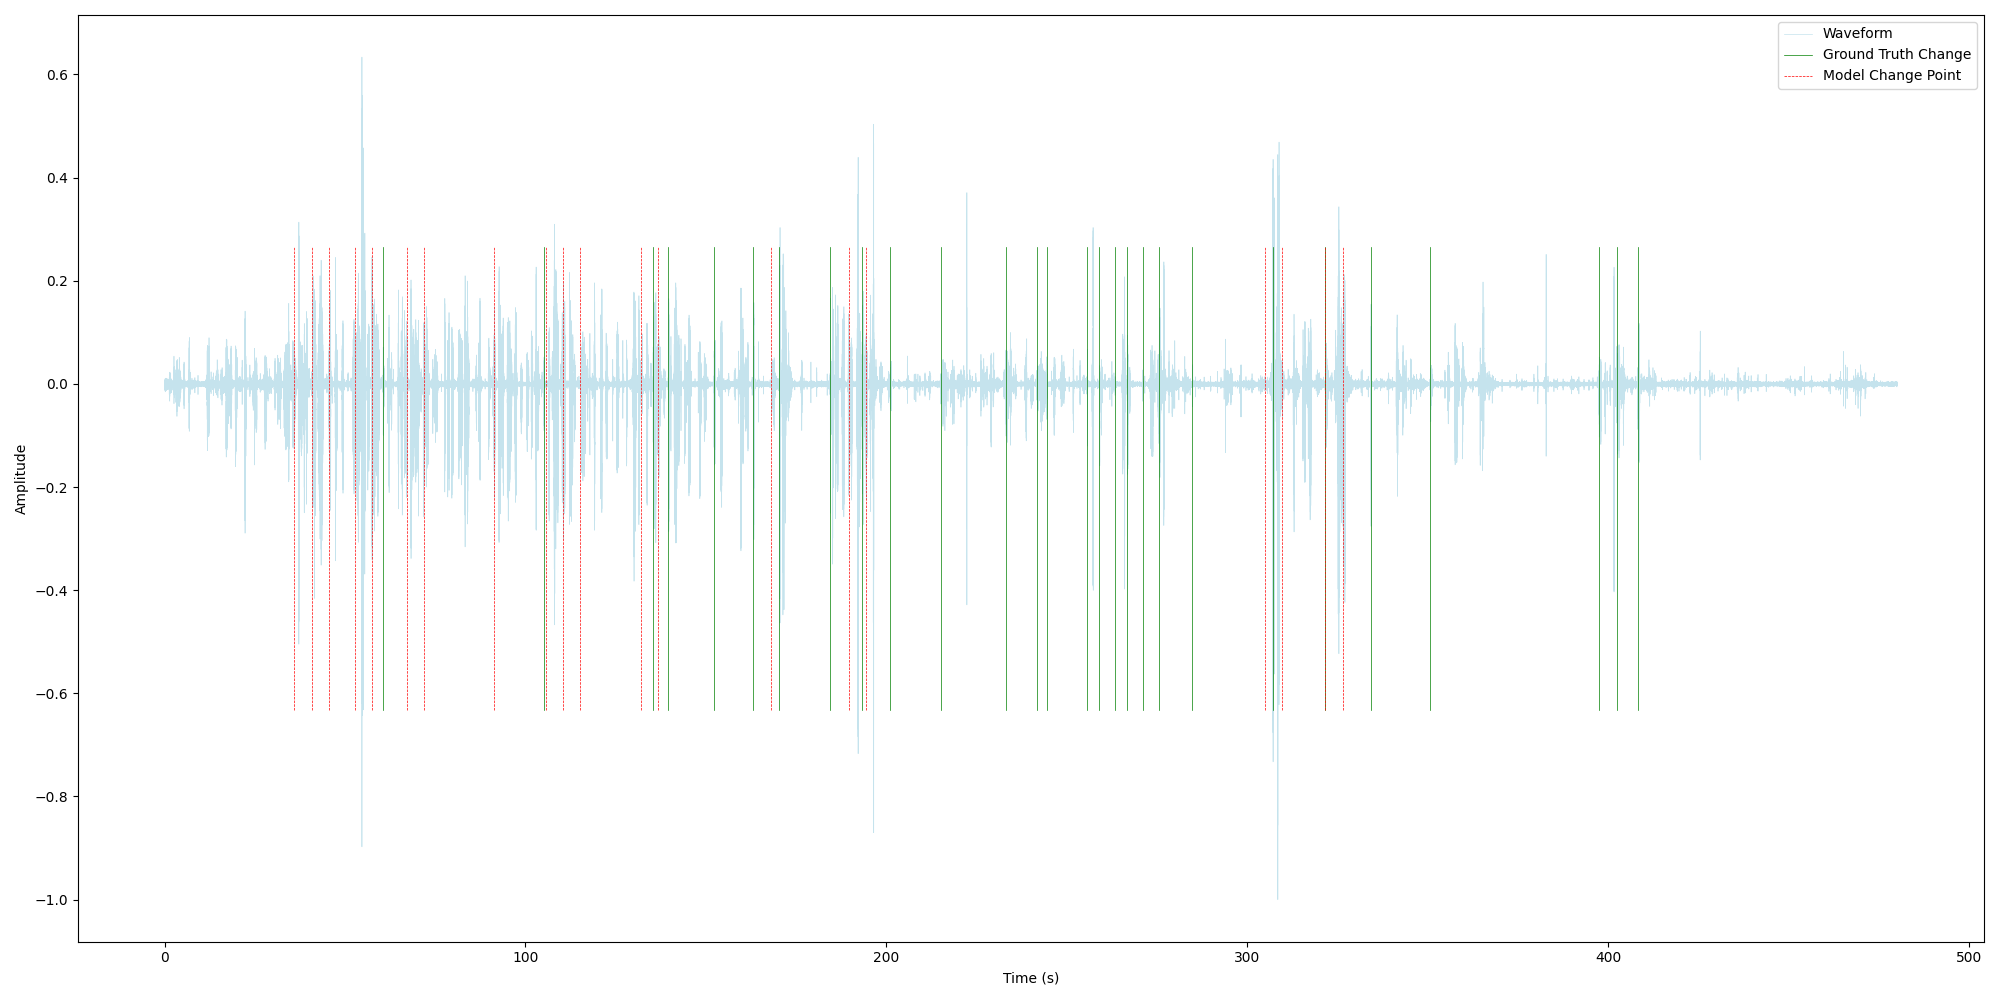 Waveform
Ground Truth Change
Model Change Point
0.6
0.4
0.2
0.0
−0.2
−0.4
−0.6
−0.8
−1.0
Amplitude
0 100 200 300 400 500
Time (s)